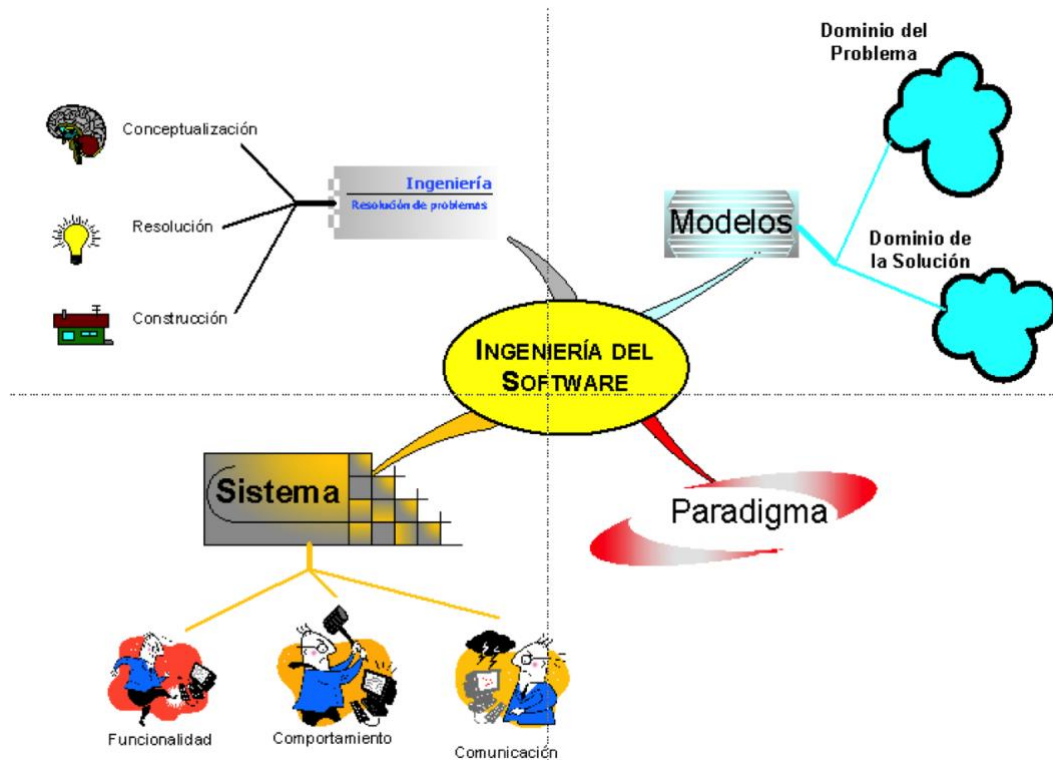 Conceptualización
Resolución
Construcción
Ingeniería
Resolución de problemas
Dominio del
Problema
Modelos
Dominio de
la Solución
INGENIERÍA DEL
SOFTWARE
Sistema
Paradigma
Funcionalidad
Comportamiento
Comunicación